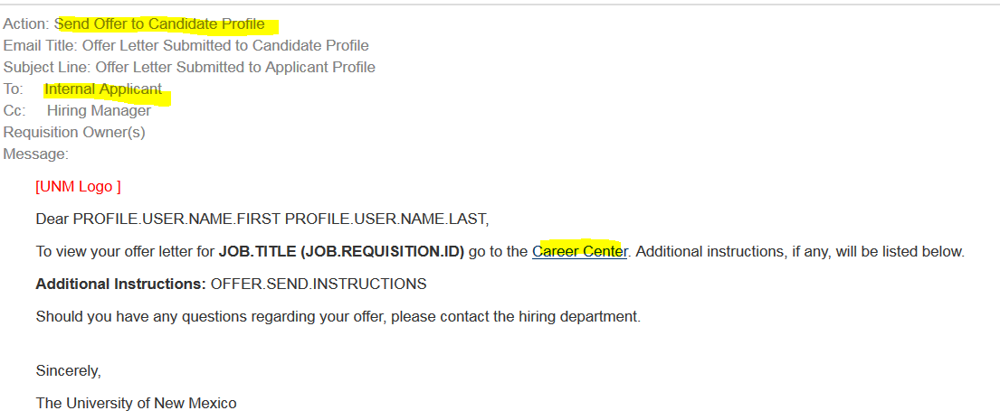 Action: Send Offer to Candidate Profile
Email Title: Offer Letter Submitted to Candidate Profile
Subject Line: Offer Letter Submitted to Applicant Profile
To: Internal Applicant
Cc: Hiring Manager
Requisition Owner(s)
Message:
[UNM Logo ]
Dear PROFILE.USER.NAME.FIRST PROFILE.USER.NAME.LAST,
To view your offer letter for JOB.TITLE (JOB.REQUISITION.ID) go to the Career Center. Additional instructions, if any, will be listed below.
Additional Instructions: OFFER.SEND.INSTRUCTIONS
Should you have any questions regarding your offer, please contact the hiring department.
Sincerely,
The University of New Mexico